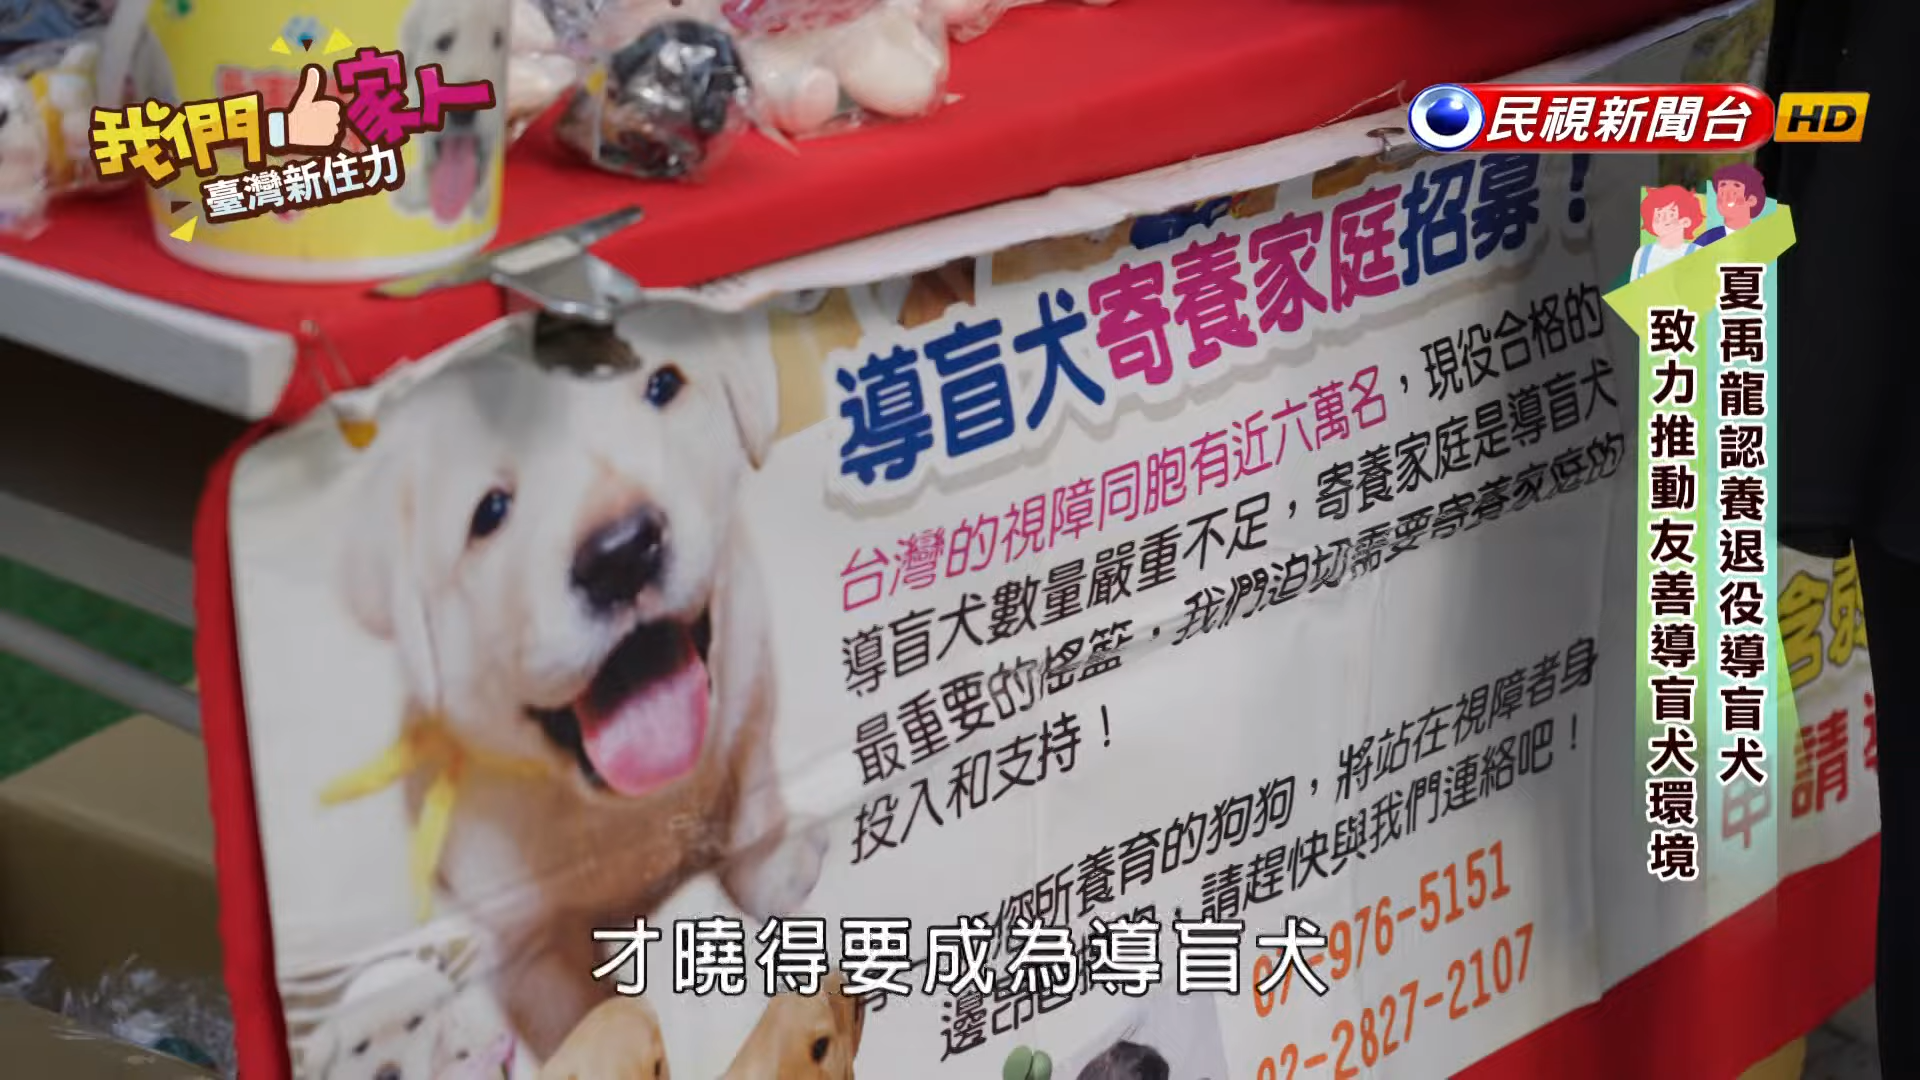 我們 家人
臺灣新住力
民視新聞台 HD
夏禹龍認養退役導盲犬
致力推動友善導盲犬環境
導盲犬寄養家庭招募！
台灣的視障同胞有近六萬名，現役合格的
導盲犬數量嚴重不足，寄養家庭是導盲犬
最重要的搖籃，我們迫切需要寄養家庭的
投入和支持！
您所養育的狗狗，將站在視障者身
請趕快與我們連絡吧！
976-5151
02-2827-2107
申請
才曉得要成為導盲犬